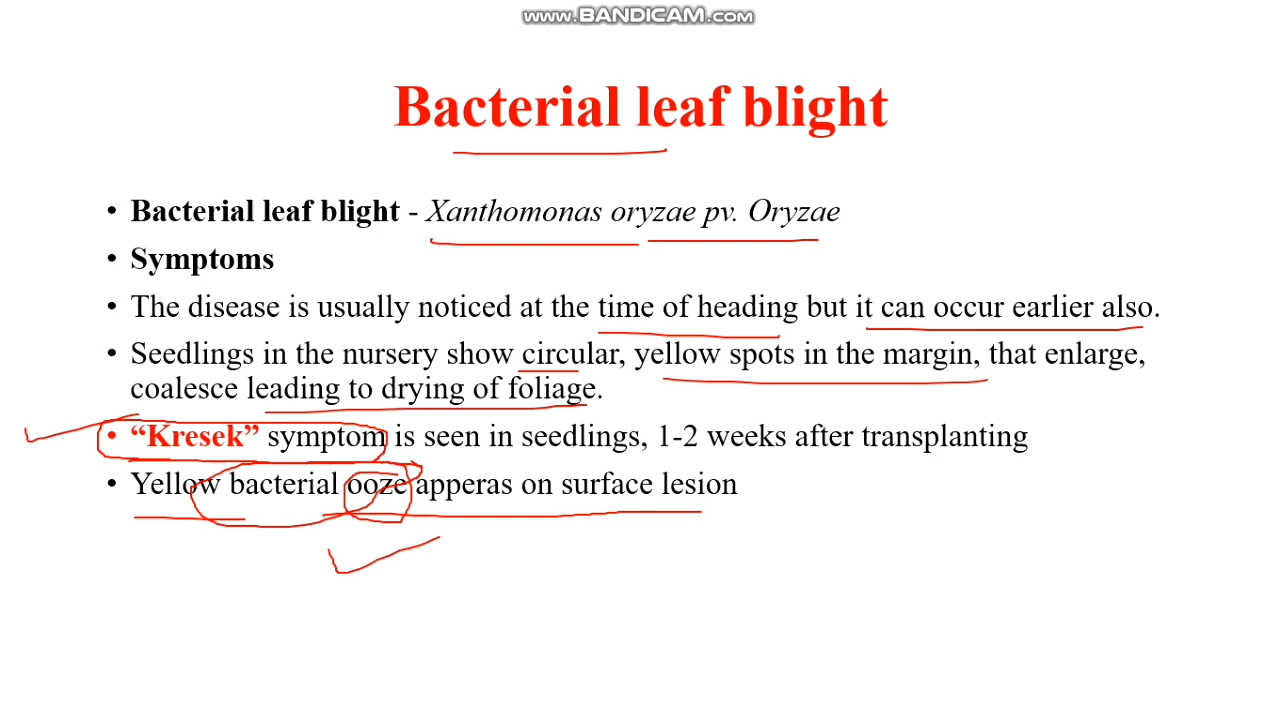 www.BANDICAM.com
Bacterial leaf blight
• Bacterial leaf blight - Xanthomonas oryzae pv. Oryzae
• Symptoms
• The disease is usually noticed at the time of heading but it can occur earlier also.
• Seedlings in the nursery show circular, yellow spots in the margin, that enlarge,
coalesce leading to drying of foliage.
• “Kresek” symptom is seen in seedlings, 1-2 weeks after transplanting
• Yellow bacterial ooze apperas on surface lesion